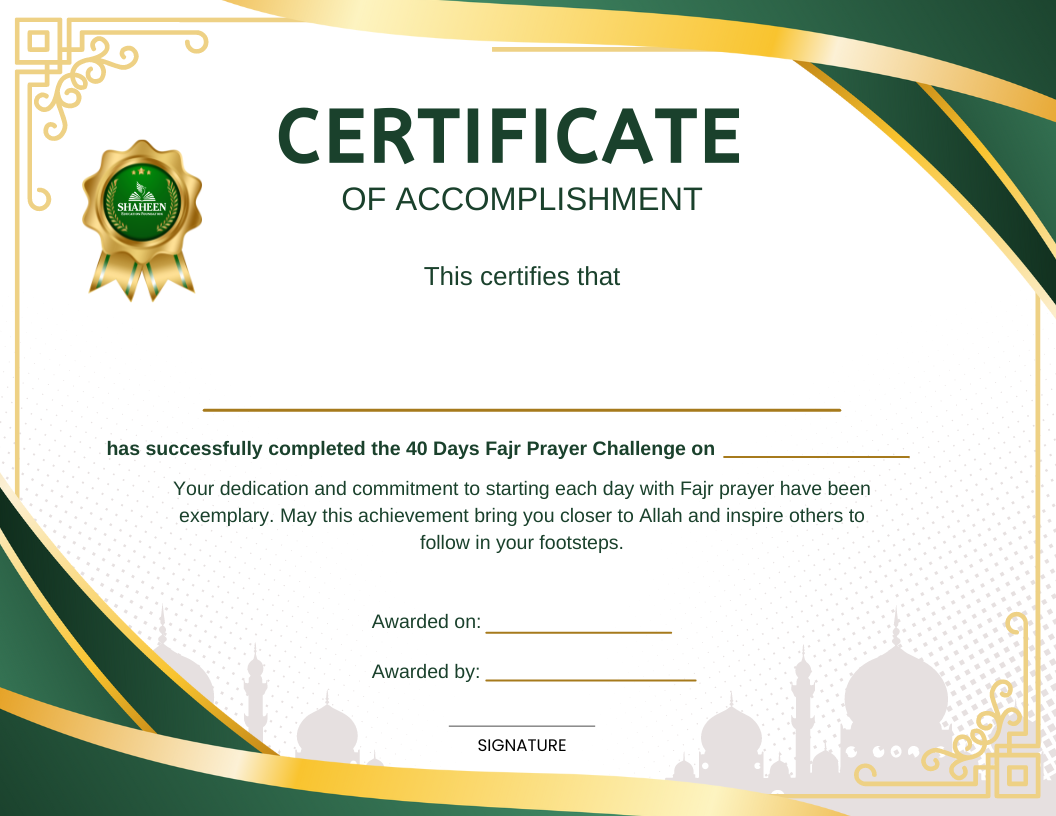 CERTIFICATE
OF ACCOMPLISHMENT
SHAHEEN
EDUCATION FOUNDATION
This certifies that
has successfully completed the 40 Days Fajr Prayer Challenge on
Your dedication and commitment to starting each day with Fajr prayer have been
exemplary. May this achievement bring you closer to Allah and inspire others to
follow in your footsteps.
Awarded on:
Awarded by:
SIGNATURE